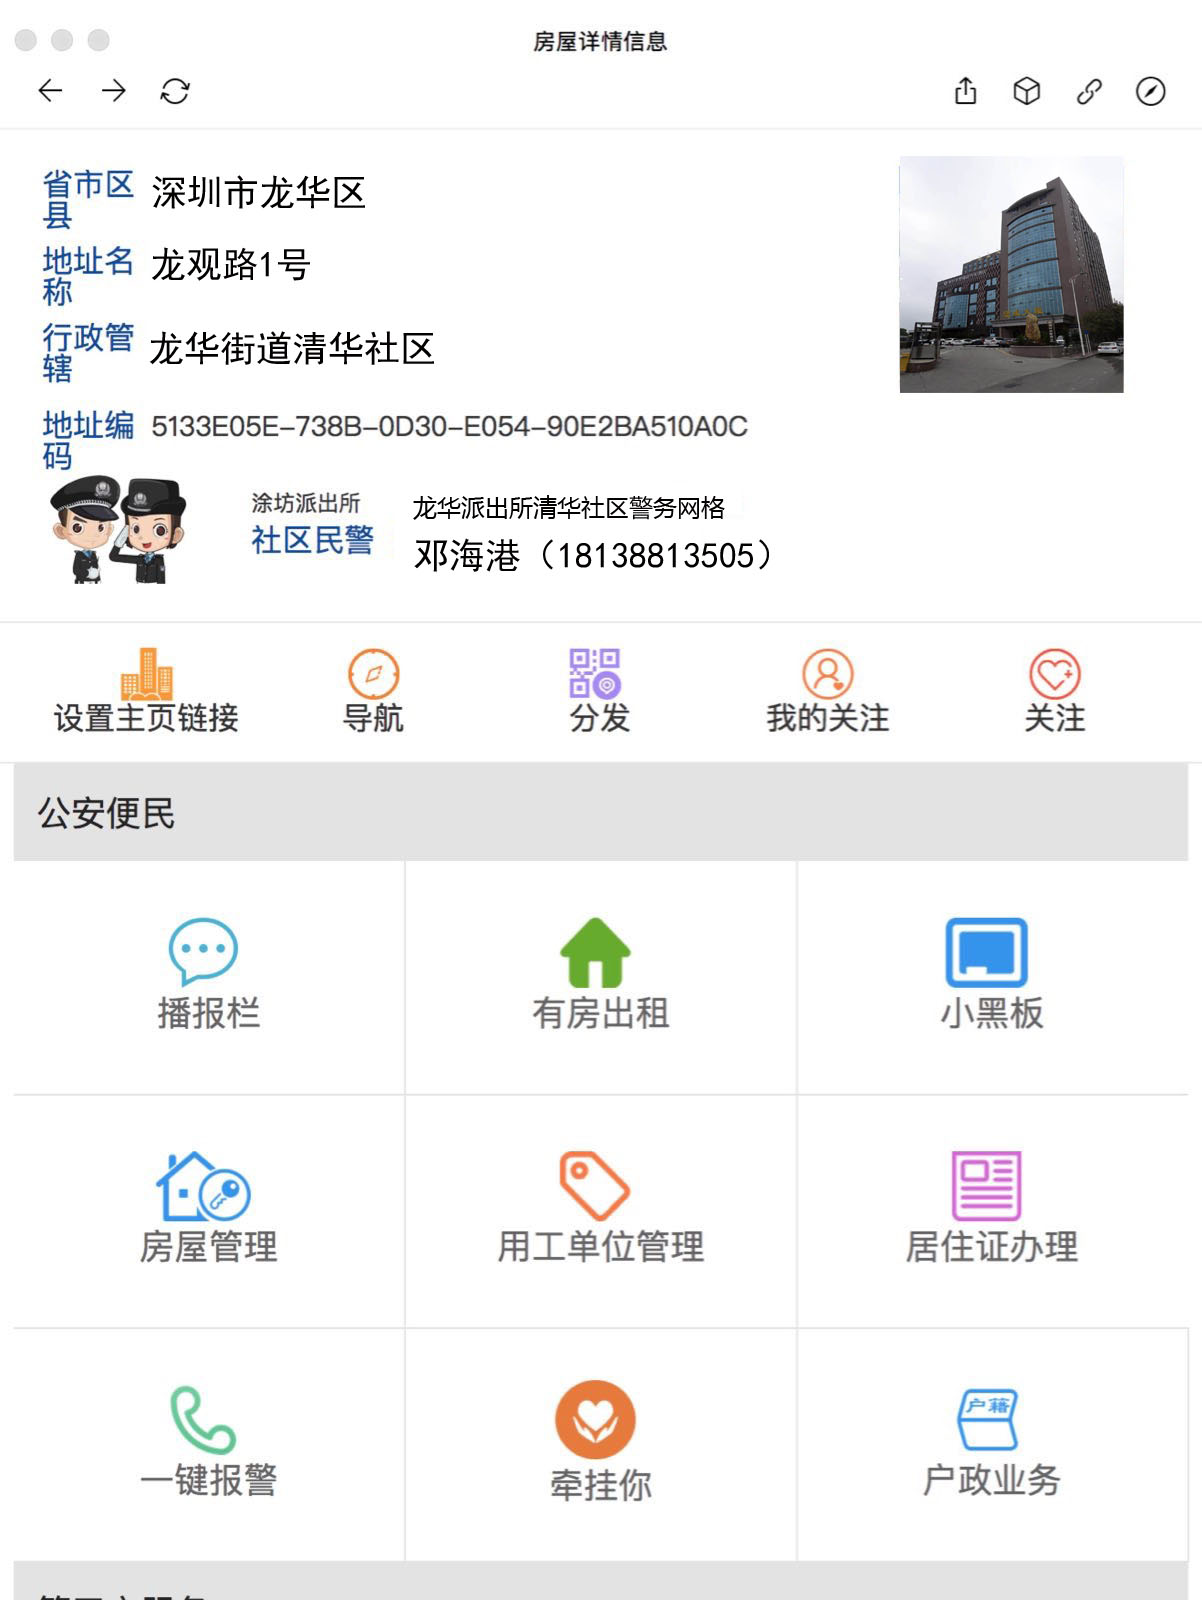 房屋详情信息
省市区县 深圳市龙华区
地址名称 龙观路1号
行政管辖 龙华街道清华社区
地址编码 5133E05E-738B-0D30-E054-90E2BA510A0C
涂坊派出所 龙华派出所清华社区警务网格
社区民警 邓海港（18138813505）
设置主页链接 导航 分发 我的关注 关注
公安便民
播报栏 有房出租 小黑板
房屋管理 用工单位管理 居住证办理
户籍
一键报警 牵挂你 户政业务